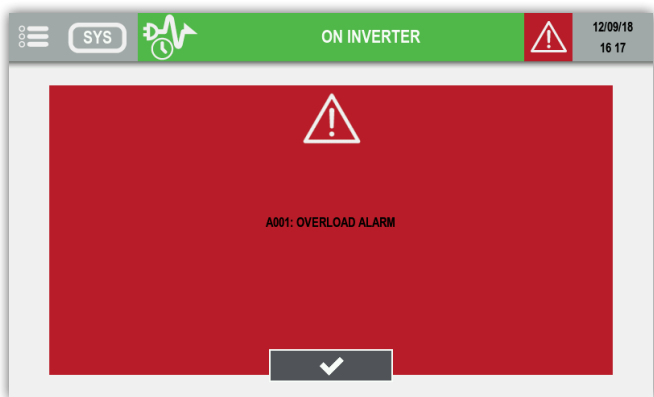 SYS
ON INVERTER
12/09/18
16 17
A001: OVERLOAD ALARM